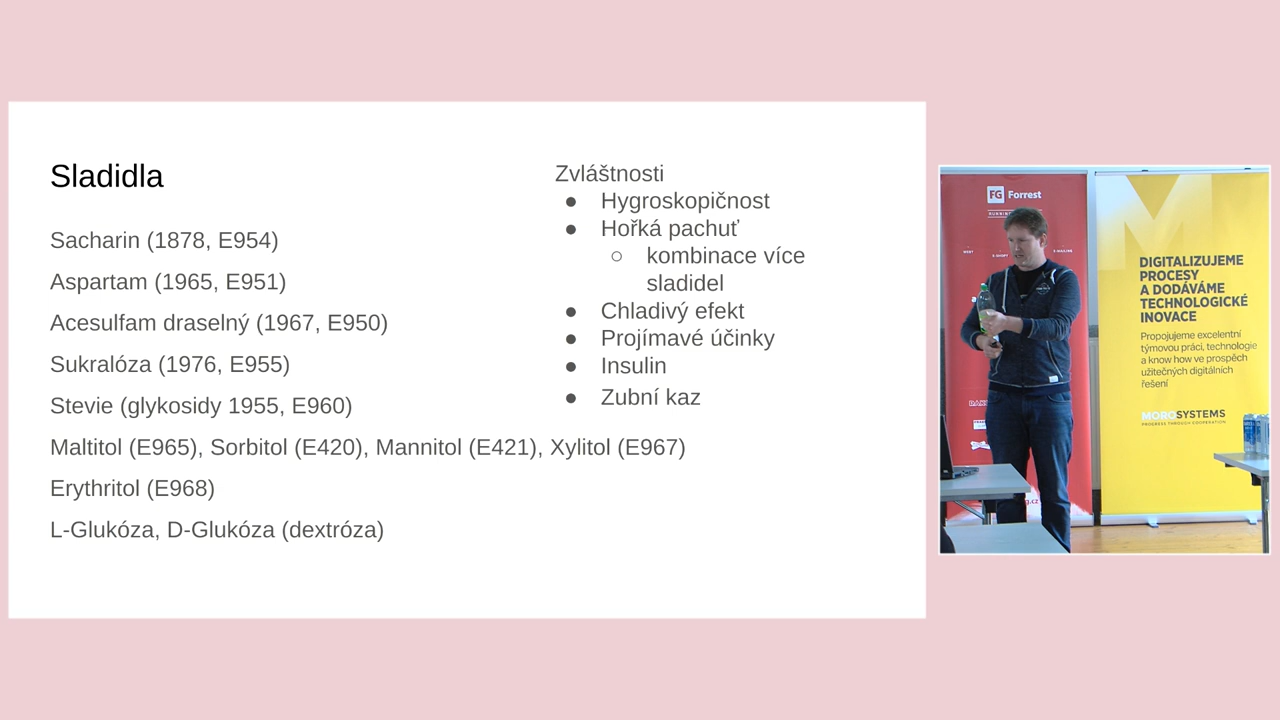 Sladidla
Sacharin (1878, E954)
Aspartam (1965, E951)
Acesulfam draselný (1967, E950)
Sukralóza (1976, E955)
Stevie (glykosidy 1955, E960)
Maltitol (E965), Sorbitol (E420), Mannitol (E421), Xylitol (E967)
Erythritol (E968)
L-Glukóza, D-Glukóza (dextróza)
Zvláštnosti
● Hygroskopičnost
● Hořká pachuť
○ kombinace více
sladidel
● Chladivý efekt
● Projímavé účinky
● Insulin
● Zubní kaz
FG Forrest
DIGITALIZUJEME
PROCESY
A DODÁVÁME
TECHNOLOGICKÉ
INOVACE
Propojujeme excelentní
týmovou práci, technologie
a know how ve prospěch
užitečných digitálních
řešení
MOROSYSTEMS
PROGRESS THROUGH COOPERATION